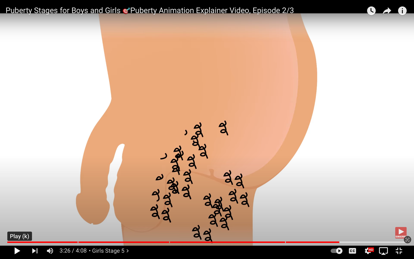 Puberty Stages for Boys and Girls 🍼Puberty Animation Explainer Video, Episode 2/3
Play (k)
3:26 / 4:08 • Girls Stage 5 ›
CC